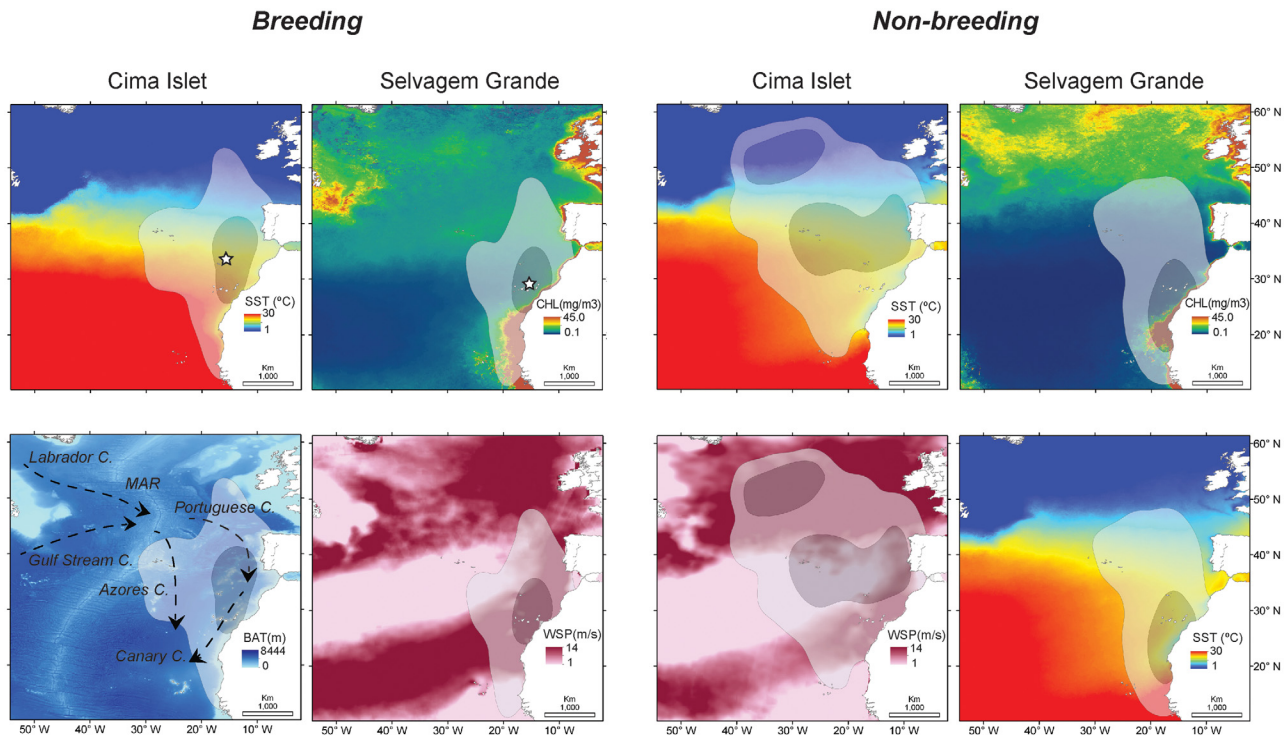 Breeding
Non-breeding
Cima Islet
Selvagem Grande
Cima Islet
Selvagem Grande
SST (ºC)
30
1
Km
1,000
CHL(mg/m3)
45.0
0.1
Km
1,000
SST (ºC)
30
1
Km
1,000
CHL(mg/m3)
45.0
0.1
Km
1,000
60° N
50° N
40° N
30° N
20° N
Labrador C.
MAR
Portuguese C.
Gulf Stream C.
Azores C.
Canary C.
BAT(m)
8444
0
Km
1,000
WSP(m/s)
14
1
Km
1,000
WSP(m/s)
14
1
Km
1,000
SST (ºC)
30
1
Km
1,000
60° N
50° N
40° N
30° N
20° N
50° W 40° W 30° W 20° W 10° W
50° W 40° W 30° W 20° W 10° W
50° W 40° W 30° W 20° W 10° W
50° W 40° W 30° W 20° W 10° W